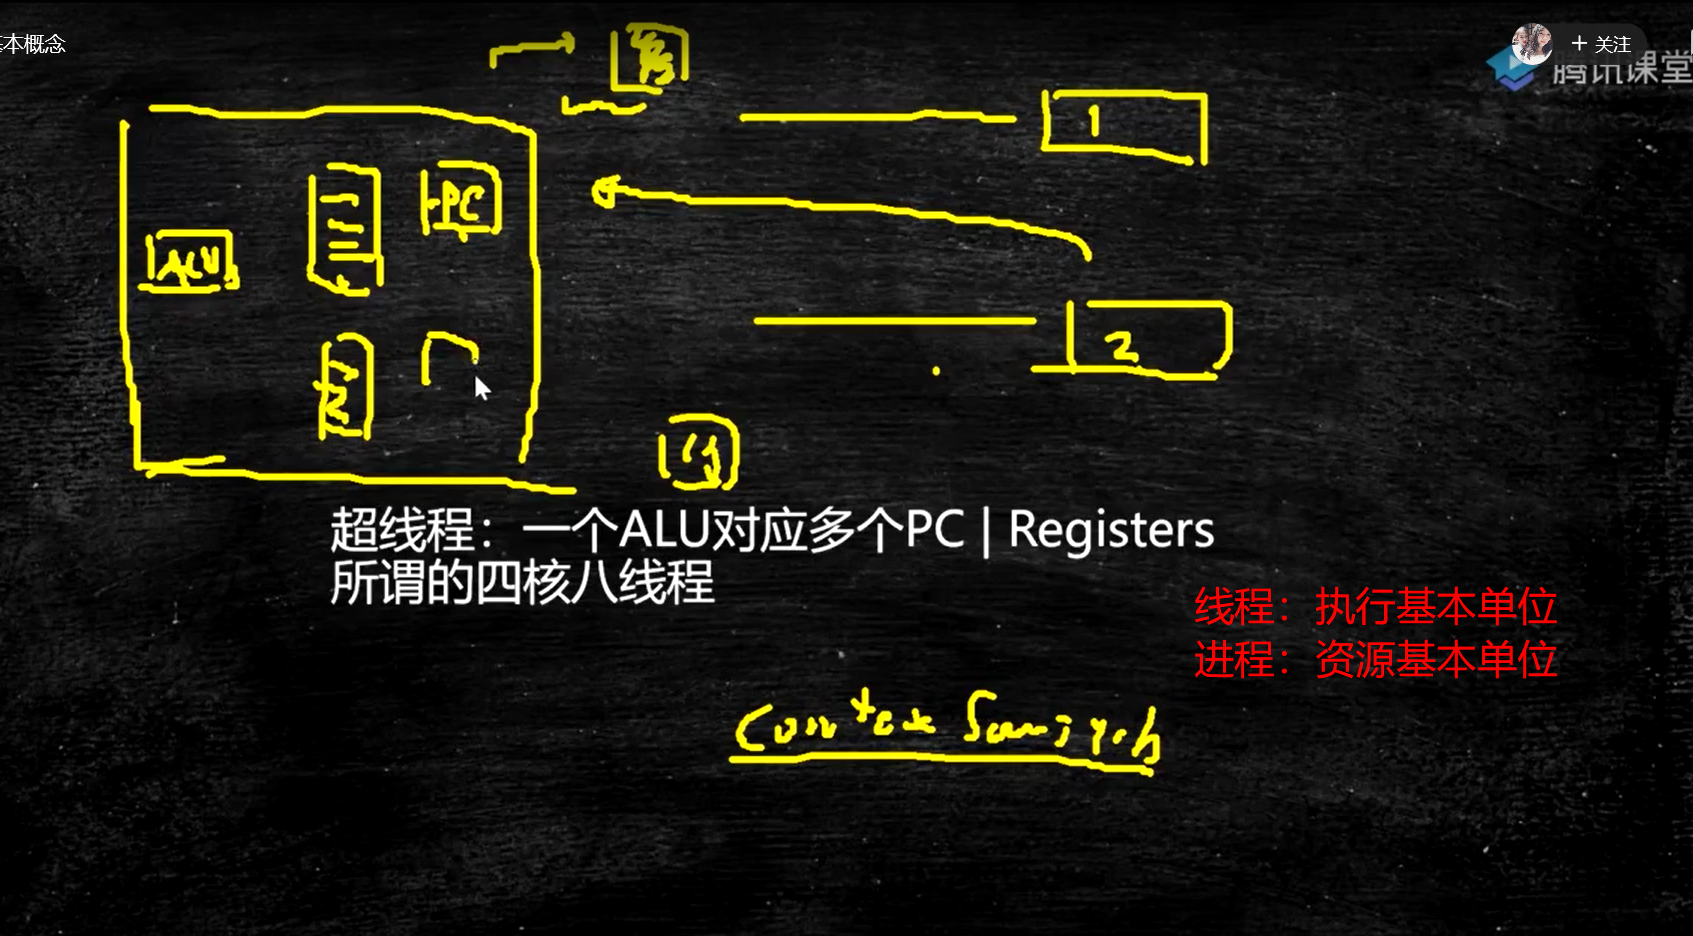 基本概念
+ 关注
腾讯课堂
1
PC
ALU
2
超线程：一个ALU对应多个PC | Registers
所谓的四核八线程
线程：执行基本单位
进程：资源基本单位